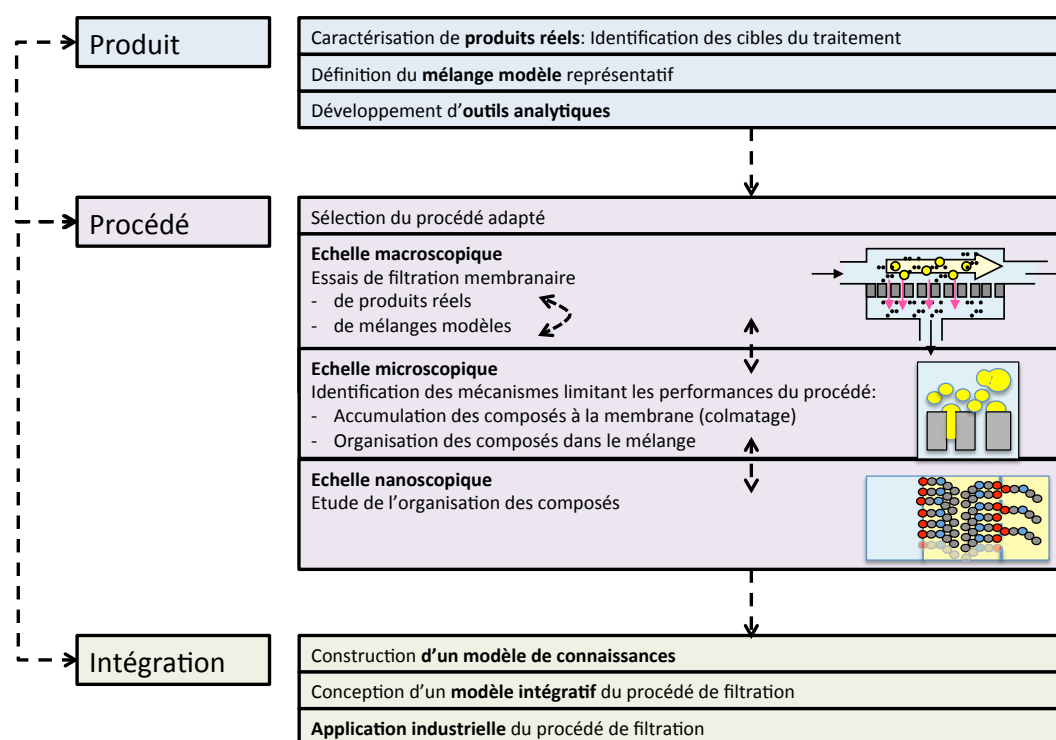 Produit
Caractérisation de produits réels: Identification des cibles du traitement
Définition du mélange modèle représentatif
Développement d’outils analytiques
Procédé
Sélection du procédé adapté
Echelle macroscopique
Essais de filtration membranaire
- de produits réels
- de mélanges modèles
Echelle microscopique
Identification des mécanismes limitant les performances du procédé:
- Accumulation des composés à la membrane (colmatage)
- Organisation des composés dans le mélange
Echelle nanoscopique
Etude de l’organisation des composés
Intégration
Construction d’un modèle de connaissances
Conception d’un modèle intégratif du procédé de filtration
Application industrielle du procédé de filtration